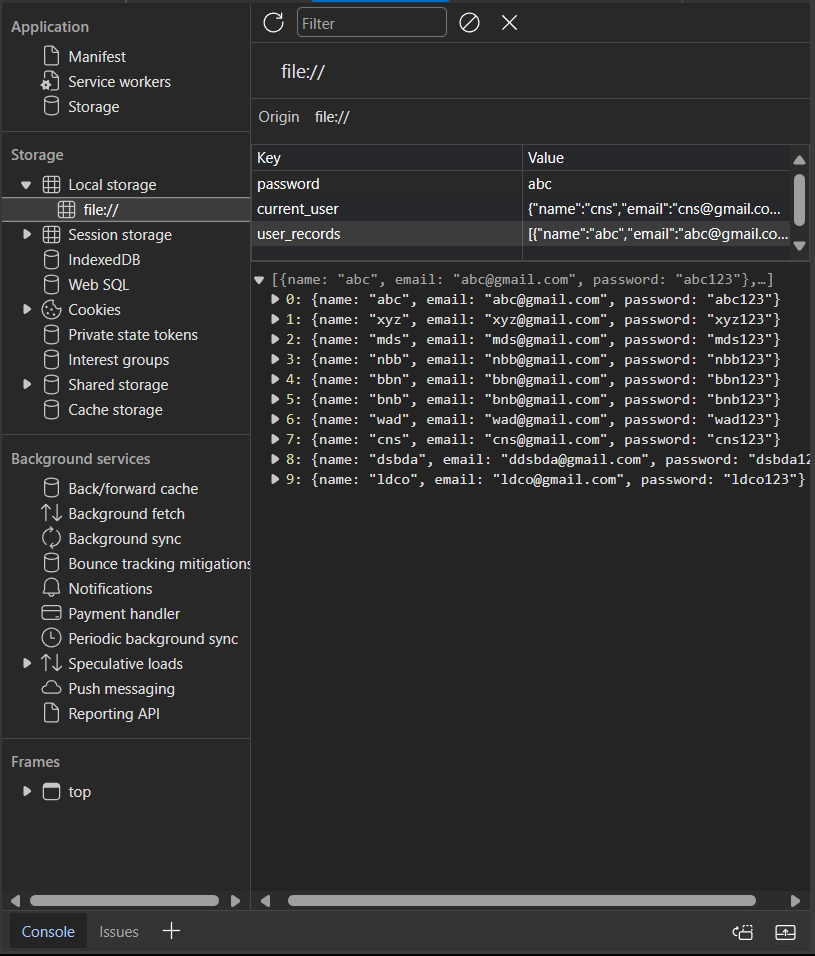 Application
Manifest
Service workers
Storage
Storage
Local storage
file://
Session storage
IndexedDB
Web SQL
Cookies
Private state tokens
Interest groups
Shared storage
Cache storage
Background services
Back/forward cache
Background fetch
Background sync
Bounce tracking mitigations
Notifications
Payment handler
Periodic background sync
Speculative loads
Push messaging
Reporting API
Frames
top
Filter
file://
Origin file://
Key Value
password abc
current_user {"name":"cns","email":"cns@gmail.co...
user_records [{"name":"abc","email":"abc@gmail.co...
[{name: "abc", email: "abc@gmail.com", password: "abc123"},…]
0: {name: "abc", email: "abc@gmail.com", password: "abc123"}
1: {name: "xyz", email: "xyz@gmail.com", password: "xyz123"}
2: {name: "mds", email: "mds@gmail.com", password: "mds123"}
3: {name: "nbb", email: "nbb@gmail.com", password: "nbb123"}
4: {name: "bbn", email: "bbn@gmail.com", password: "bbn123"}
5: {name: "bnb", email: "bnb@gmail.com", password: "bnb123"}
6: {name: "wad", email: "wad@gmail.com", password: "wad123"}
7: {name: "cns", email: "cns@gmail.com", password: "cns123"}
8: {name: "dsbda", email: "ddsbda@gmail.com", password: "dsbda12
9: {name: "ldco", email: "ldco@gmail.com", password: "ldco123"}
Console Issues